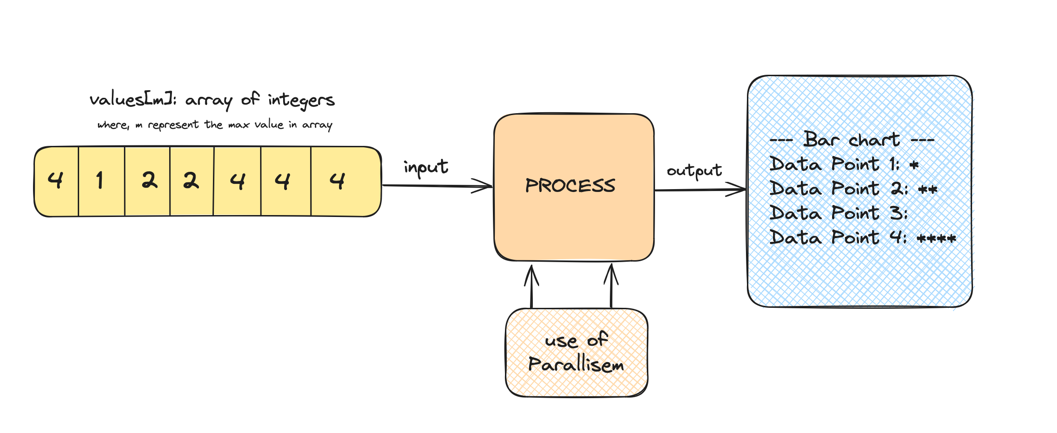 values[m]: array of integers
where, m represent the max value in array
4 1 2 2 4 4 4
input
PROCESS
output
use of
Parallisem
--- Bar chart ---
Data Point 1: *
Data Point 2: **
Data Point 3:
Data Point 4: ****